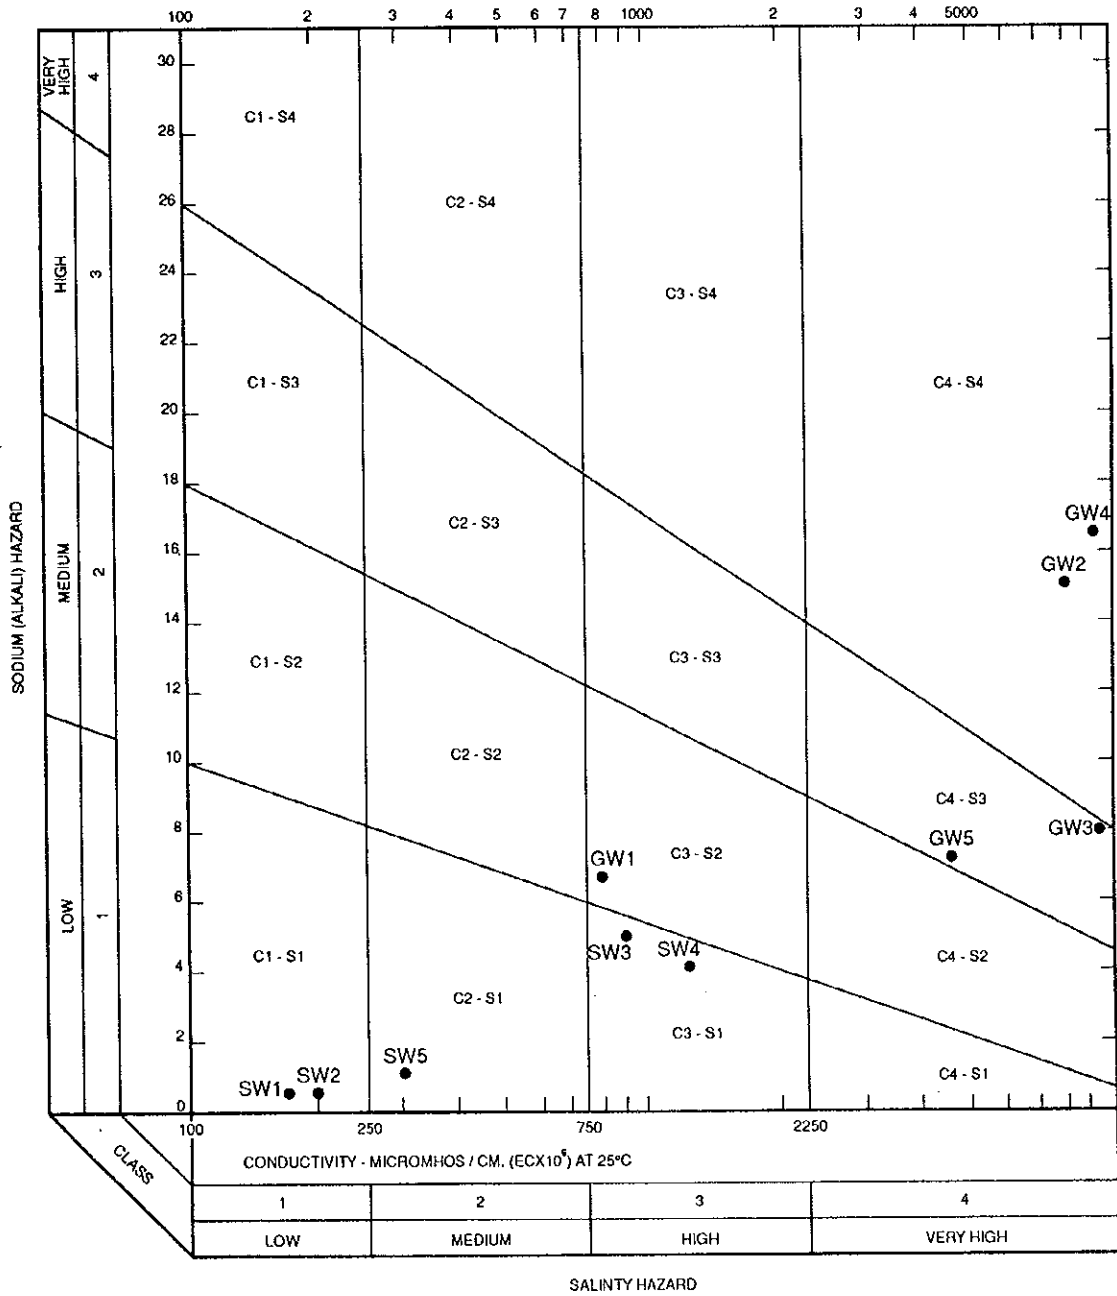 100 2 3 4 5 6 7 8 1000 2 3 4 5000
VERY HIGH 4
HIGH 3
MEDIUM 2
LOW 1
SODIUM (ALKALI) HAZARD
30
28
26
24
22
20
18
16
14
12
10
8
6
4
2
0
C1 - S4
C2 - S4
C3 - S4
C4 - S4
C1 - S3
C2 - S3
C3 - S3
C4 - S3
C1 - S2
C2 - S2
C3 - S2
C4 - S2
C1 - S1
C2 - S1
C3 - S1
C4 - S1
GW4
GW2
GW3
GW5
GW1
SW3
SW4
SW5
SW1
SW2
100 250 750 2250
CLASS
CONDUCTIVITY - MICROMHOS / CM. (ECX10⁶) AT 25°C
1 2 3 4
LOW MEDIUM HIGH VERY HIGH
SALINTY HAZARD